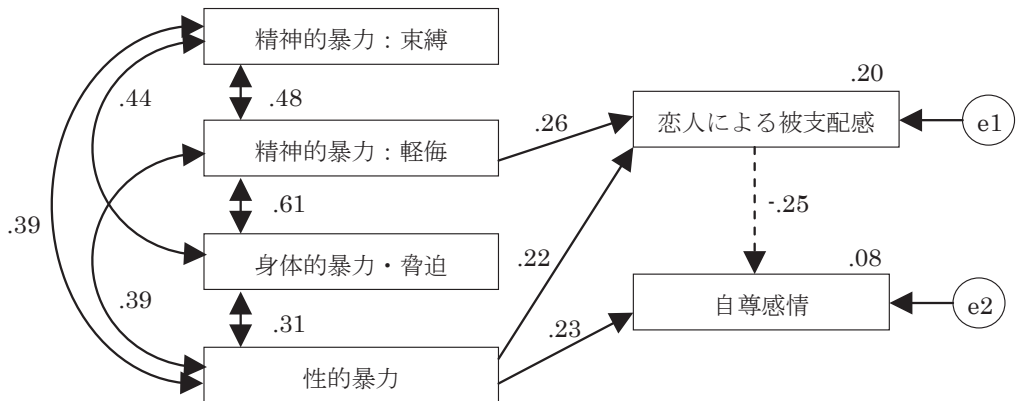 精神的暴力：束縛
.44
.48
.20
恋人による被支配感
e1
.26
精神的暴力：軽侮
.39
.61
-.25
身体的暴力・脅迫
.22
.08
.39
.31
自尊感情
e2
.23
性的暴力